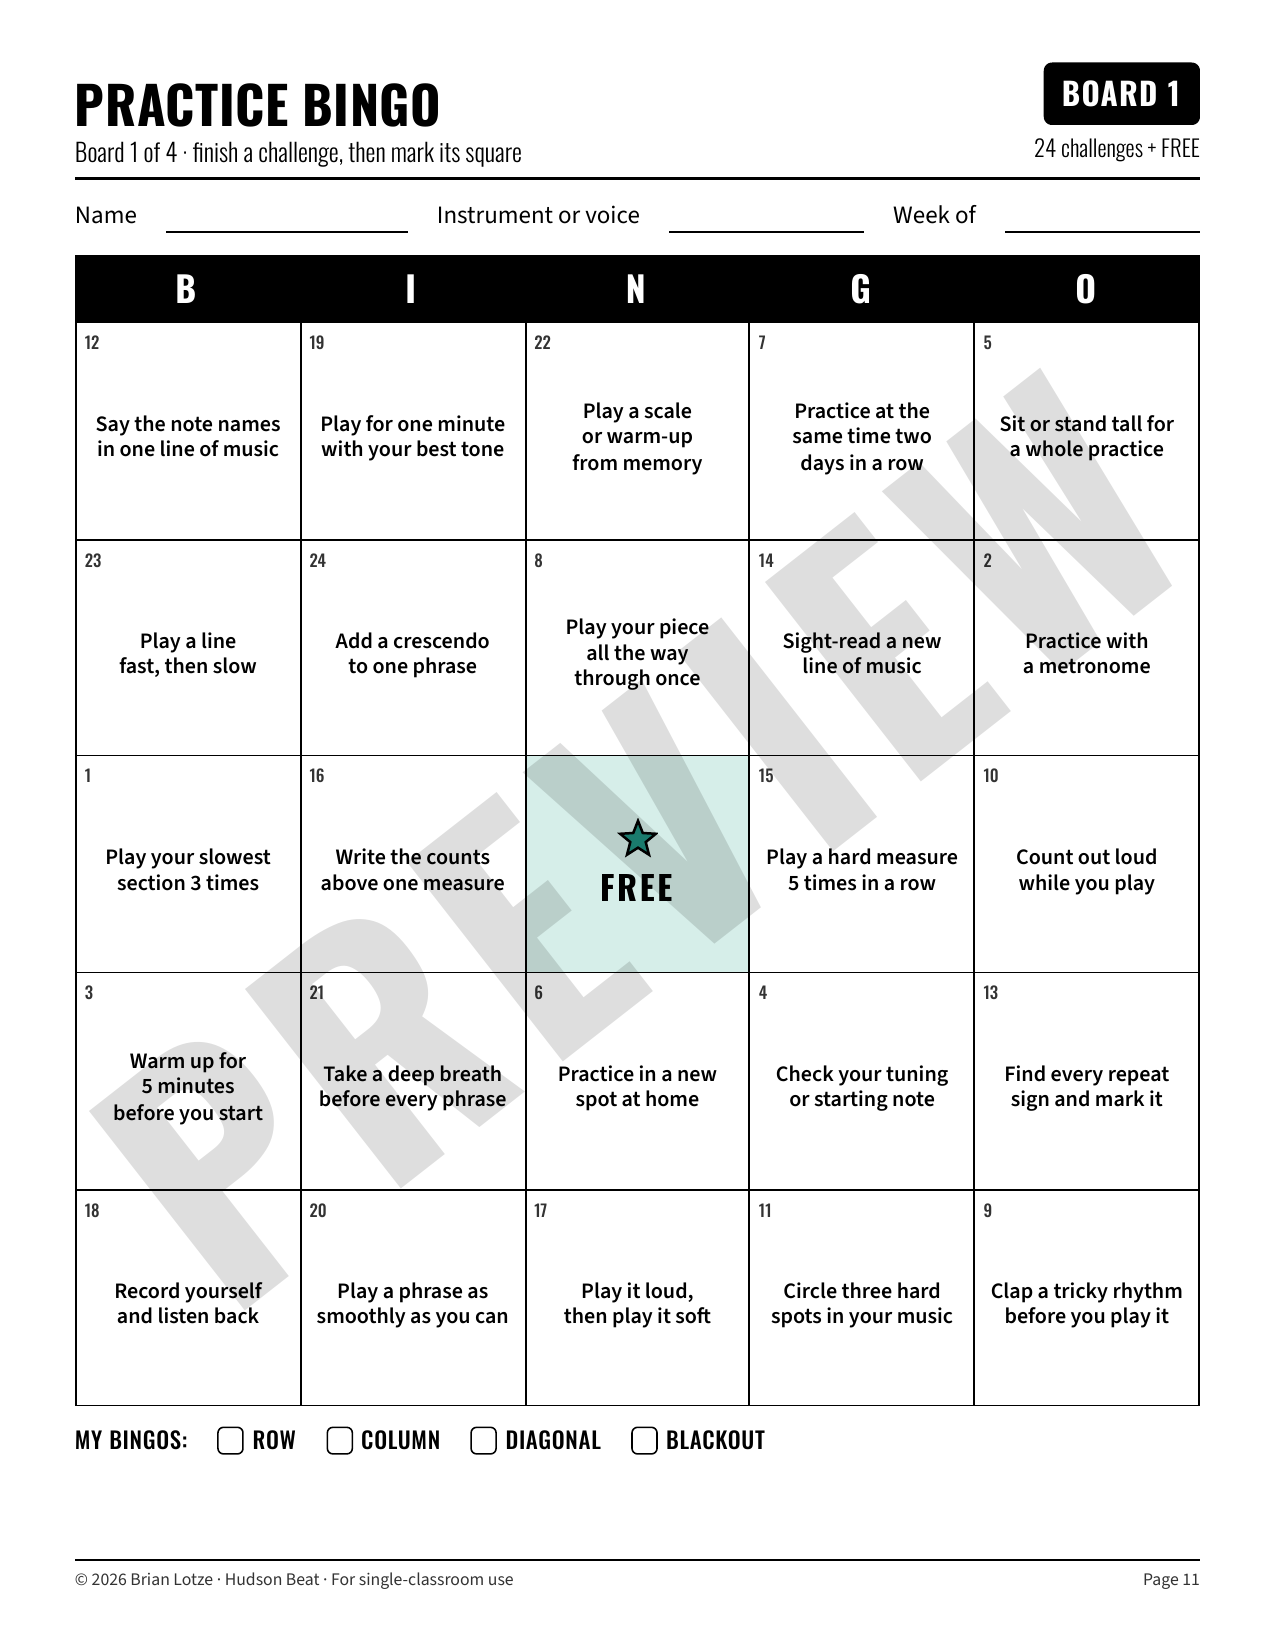 PRACTICE BINGO
BOARD 1
Board 1 of 4 · finish a challenge, then mark its square
24 challenges + FREE
Name
Instrument or voice
Week of
B I N G O
12
Say the note names
in one line of music
19
Play for one minute
with your best tone
22
Play a scale
or warm-up
from memory
7
Practice at the
same time two
days in a row
5
Sit or stand tall for
a whole practice
23
Play a line
fast, then slow
24
Add a crescendo
to one phrase
8
Play your piece
all the way
through once
14
Sight-read a new
line of music
2
Practice with
a metronome
1
Play your slowest
section 3 times
16
Write the counts
above one measure
FREE
15
Play a hard measure
5 times in a row
10
Count out loud
while you play
3
Warm up for
5 minutes
before you start
21
Take a deep breath
before every phrase
6
Practice in a new
spot at home
4
Check your tuning
or starting note
13
Find every repeat
sign and mark it
18
Record yourself
and listen back
20
Play a phrase as
smoothly as you can
17
Play it loud,
then play it soft
11
Circle three hard
spots in your music
9
Clap a tricky rhythm
before you play it
PREVIEW
MY BINGOS: ROW COLUMN DIAGONAL BLACKOUT
© 2026 Brian Lotze · Hudson Beat · For single-classroom use
Page 11